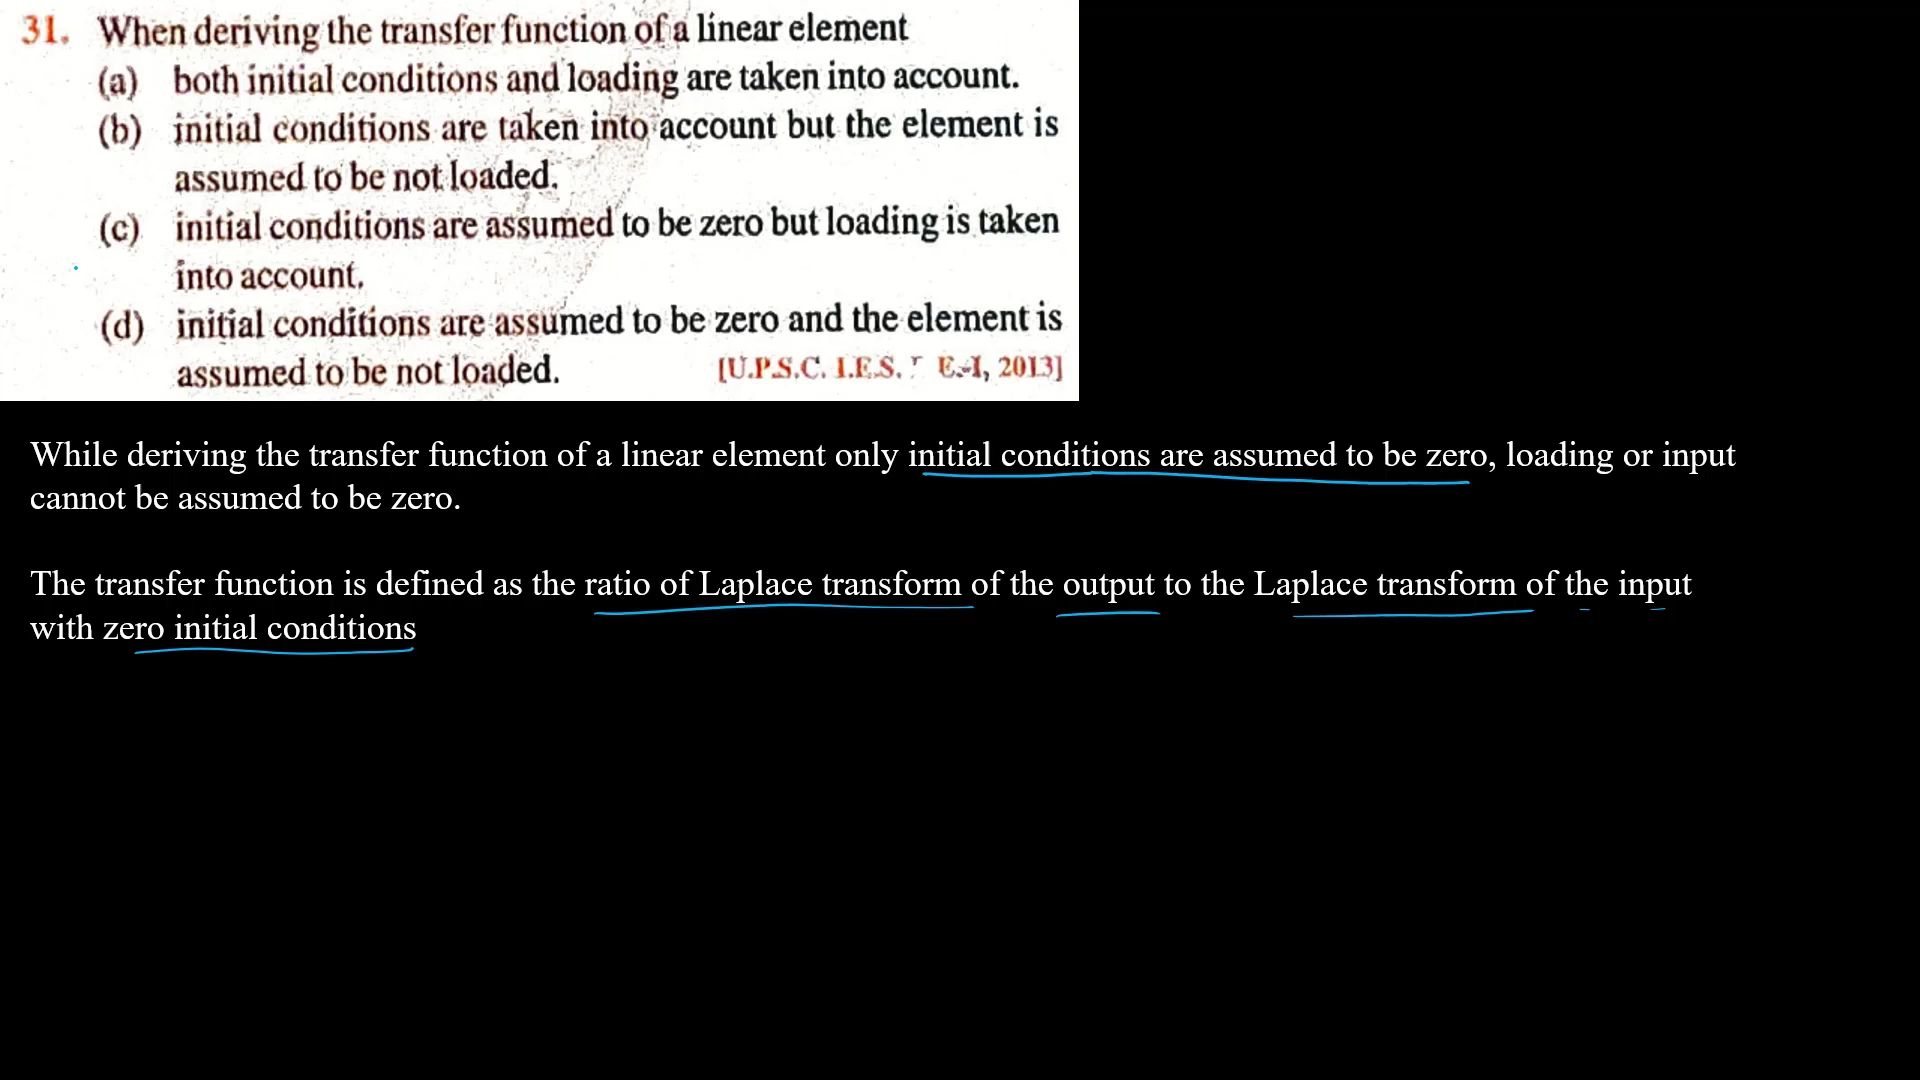 31. When deriving the transfer function of a linear element
(a) both initial conditions and loading are taken into account.
(b) initial conditions are taken into account but the element is
assumed to be not loaded.
(c) initial conditions are assumed to be zero but loading is taken
into account.
(d) initial conditions are assumed to be zero and the element is
assumed to be not loaded. [U.P.S.C. I.E.S. E.-I, 2013]
While deriving the transfer function of a linear element only initial conditions are assumed to be zero, loading or input
cannot be assumed to be zero.
The transfer function is defined as the ratio of Laplace transform of the output to the Laplace transform of the input
with zero initial conditions